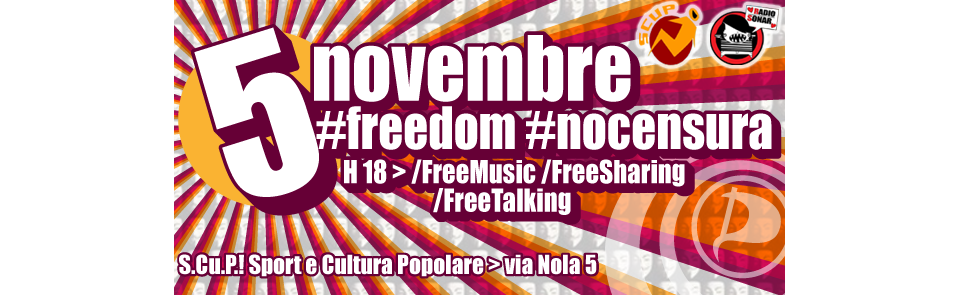 5 novembre
#freedom #nocensura
H 18 > /FreeMusic /FreeSharing
/FreeTalking
S.Cu.P.! Sport e Cultura Popolare > via Nola 5
SCUP
RADIO
SONAR